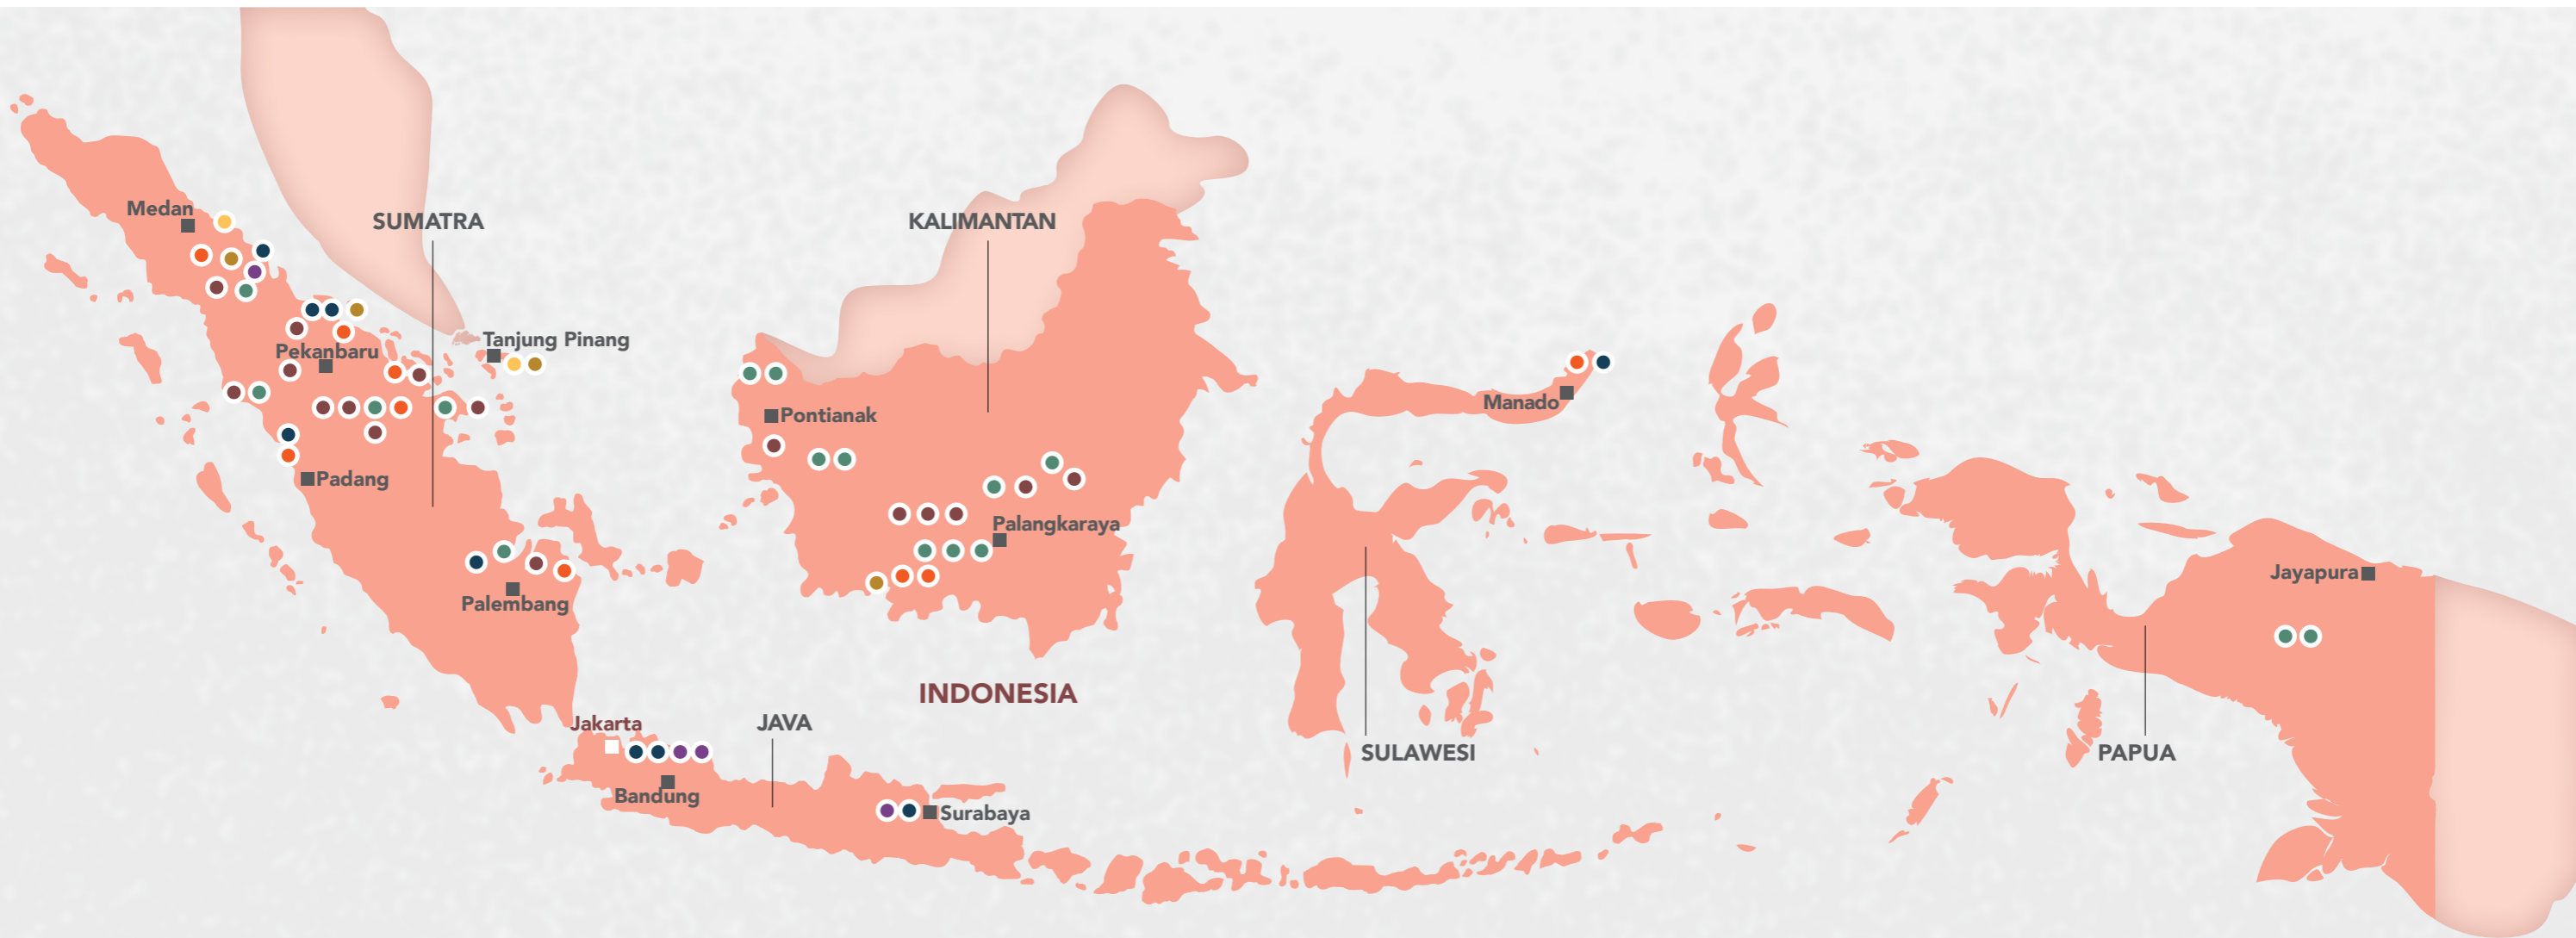 Medan
SUMATRA
KALIMANTAN
Tanjung Pinang
Pekanbaru
Pontianak
Manado
Padang
Palangkaraya
Palembang
Jayapura
INDONESIA
Jakarta
JAVA
SULAWESI
PAPUA
Bandung
Surabaya